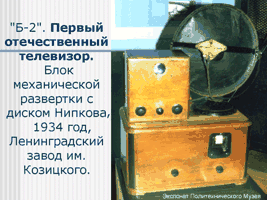 "Б-2". Первый
отечественный
телевизор.
Блок
механической
развертки с
диском Нипкова,
1934 год,
Ленинградский
завод им.
Козицкого.
Экспонат Политехнического Музея